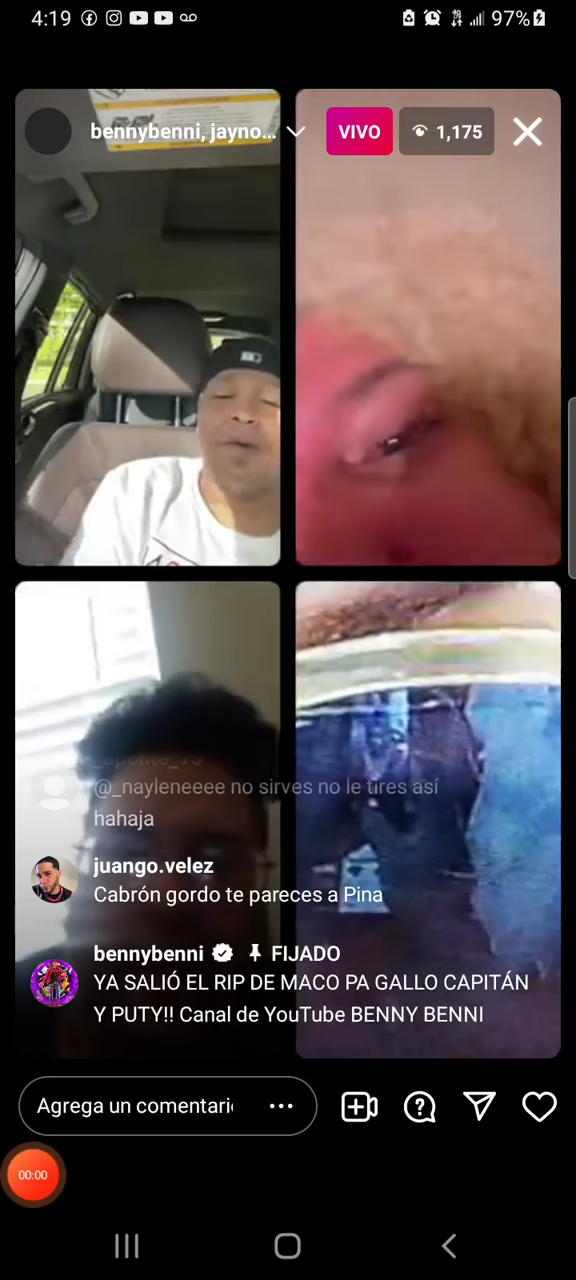 4:19
97%
bennybenni, jayno...
VIVO
1,175
@_nayleneeee no sirves no le tires así
hahaja
juango.velez
Cabrón gordo te pareces a Pina
bennybenni FIJADO
YA SALIÓ EL RIP DE MACO PA GALLO CAPITÁN
Y PUTY!! Canal de YouTube BENNY BENNI
Agrega un comentari
00:00